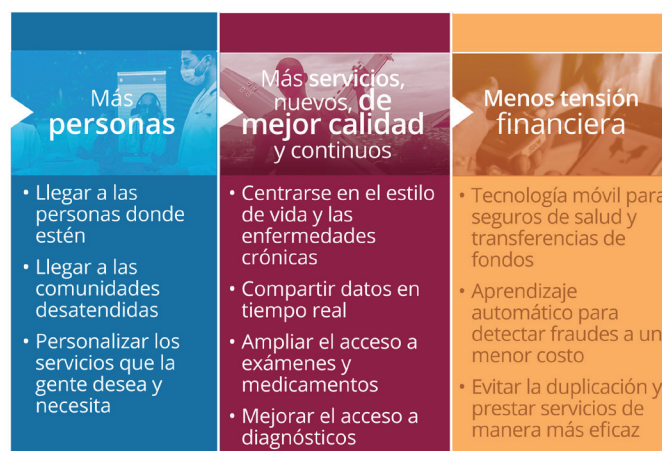 Más
personas
• Llegar a las
personas donde
estén
• Llegar a las
comunidades
desatendidas
• Personalizar los
servicios que la
gente desea y
necesita
Más servicios,
nuevos, de
mejor calidad
y continuos
• Centrarse en el estilo
de vida y las
enfermedades
crónicas
• Compartir datos en
tiempo real
• Ampliar el acceso a
exámenes y
medicamentos
• Mejorar el acceso a
diagnósticos
Menos tensión
financiera
• Tecnología móvil para
seguros de salud y
transferencias de
fondos
• Aprendizaje
automático para
detectar fraudes a un
menor costo
• Evitar la duplicación y
prestar servicios de
manera más eficaz